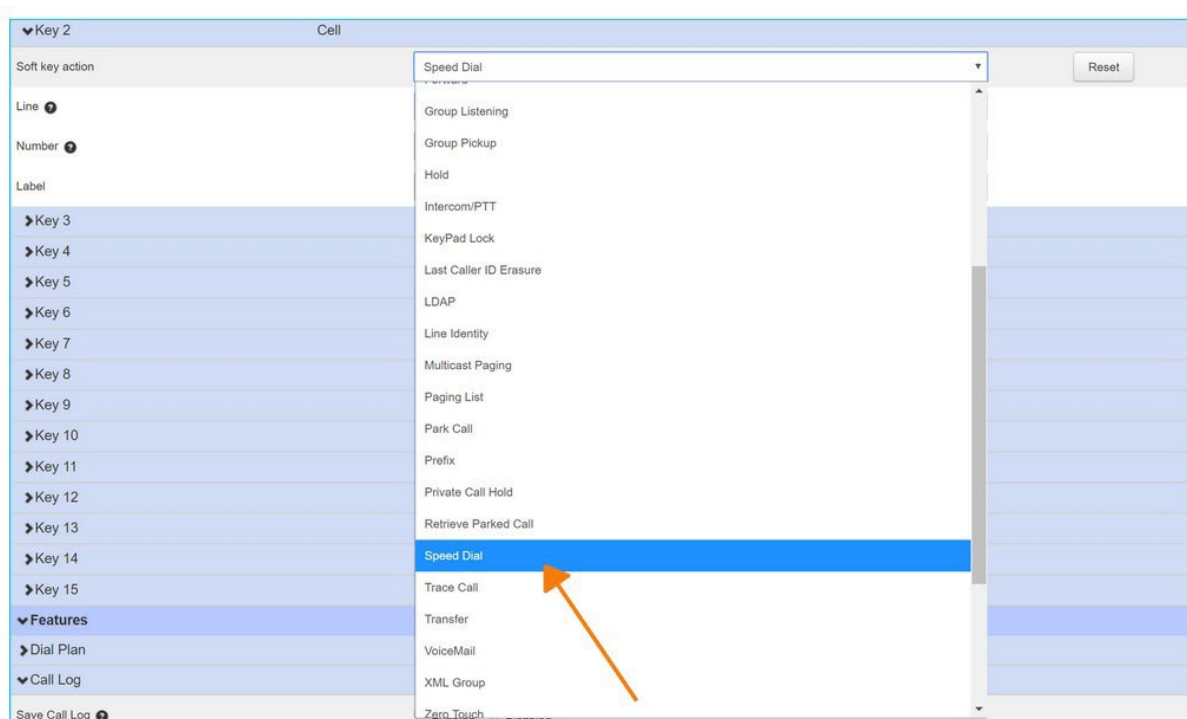 Key 2 Cell
Soft key action Speed Dial Reset
Forward
Line Group Listening
Number Group Pickup
Label Hold
Key 3 Intercom/PTT
Key 4 KeyPad Lock
Key 5 Last Caller ID Erasure
Key 6 LDAP
Key 7 Line Identity
Key 8 Multicast Paging
Key 9 Paging List
Key 10 Park Call
Key 11 Prefix
Key 12 Private Call Hold
Key 13 Retrieve Parked Call
Key 14 Speed Dial
Key 15 Trace Call
Features Transfer
Dial Plan VoiceMail
Call Log XML Group
Save Call Log Zero Touch